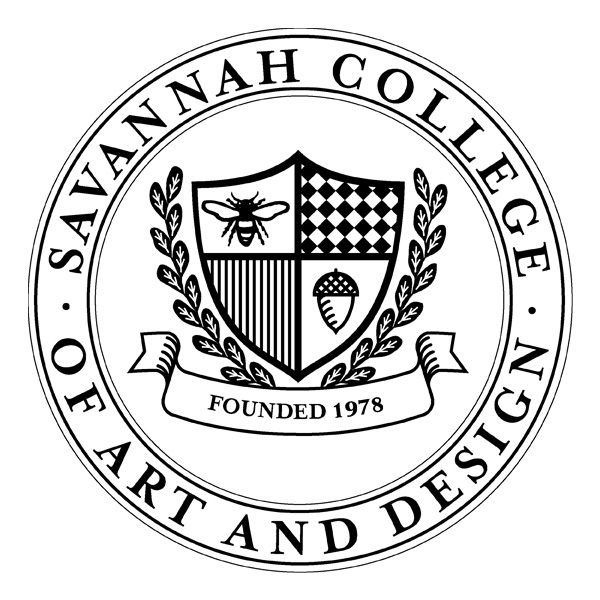 SAVANNAH COLLEGE
OF ART AND DESIGN
FOUNDED 1978